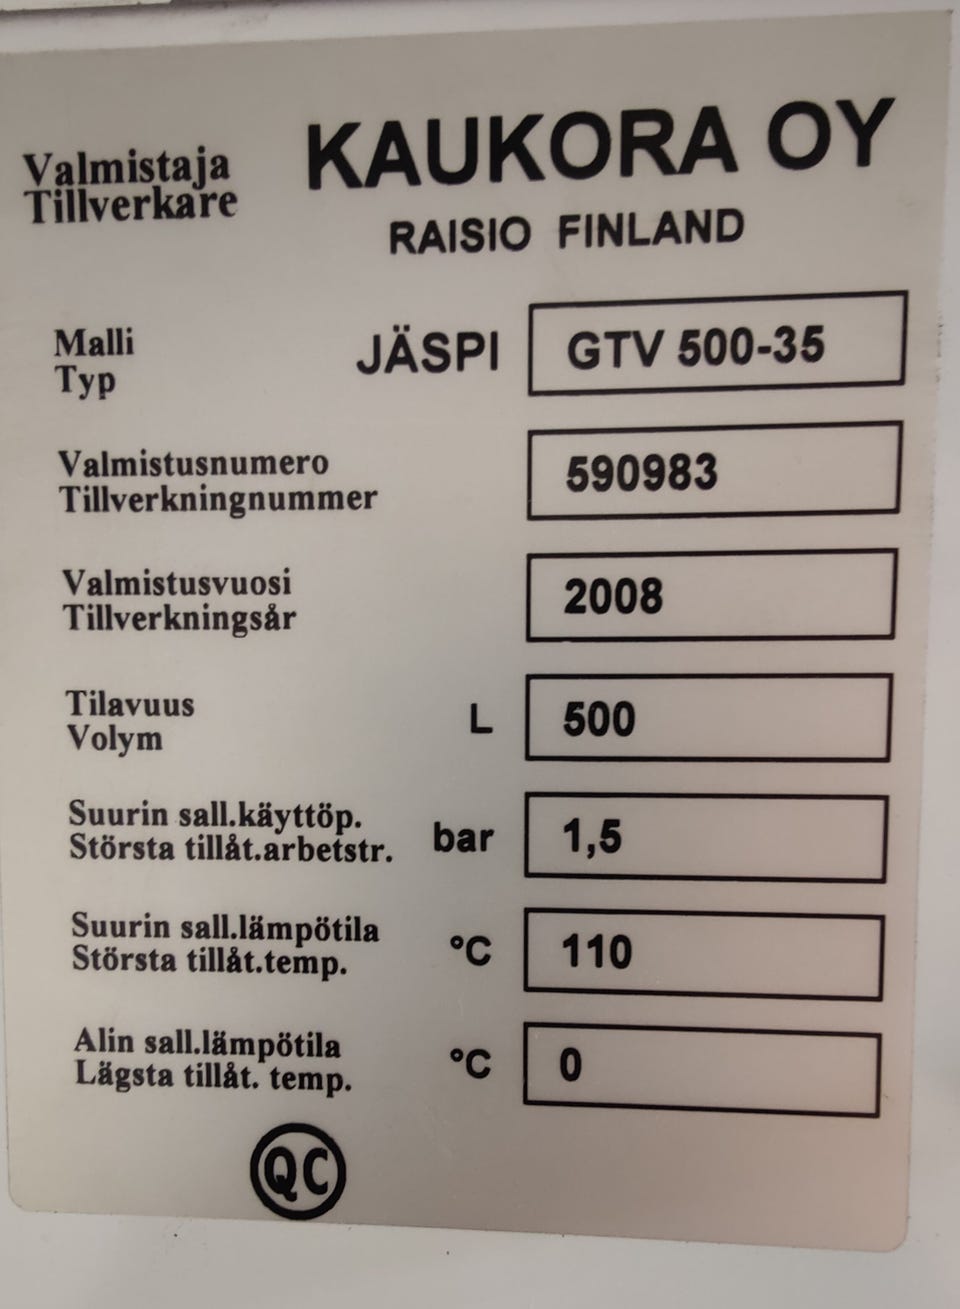 Valmistaja KAUKORA OY
Tillverkare
RAISIO FINLAND
Malli JÄSPI GTV 500-35
Typ
Valmistusnumero 590983
Tillverkningnummer
Valmistusvuosi 2008
Tillverkningsår
Tilavuus L 500
Volym
Suurin sall.käyttöp. bar 1,5
Största tillåt.arbetstr.
Suurin sall.lämpötila °C 110
Största tillåt.temp.
Alin sall.lämpötila °C 0
Lägsta tillåt. temp.
QC